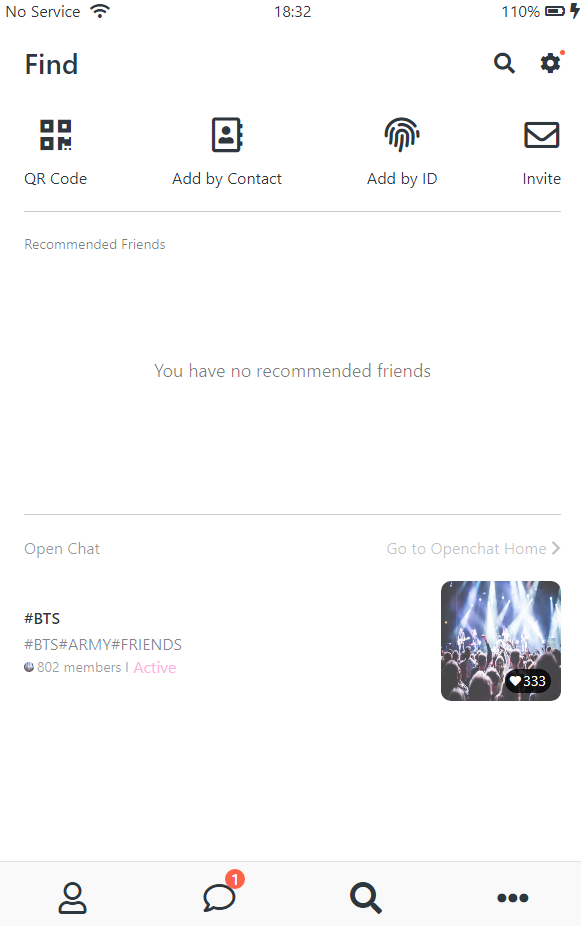 No Service 18:32 110%
Find
QR Code Add by Contact Add by ID Invite
Recommended Friends
You have no recommended friends
Open Chat Go to Openchat Home
#BTS
#BTS#ARMY#FRIENDS
802 members I Active
333
1